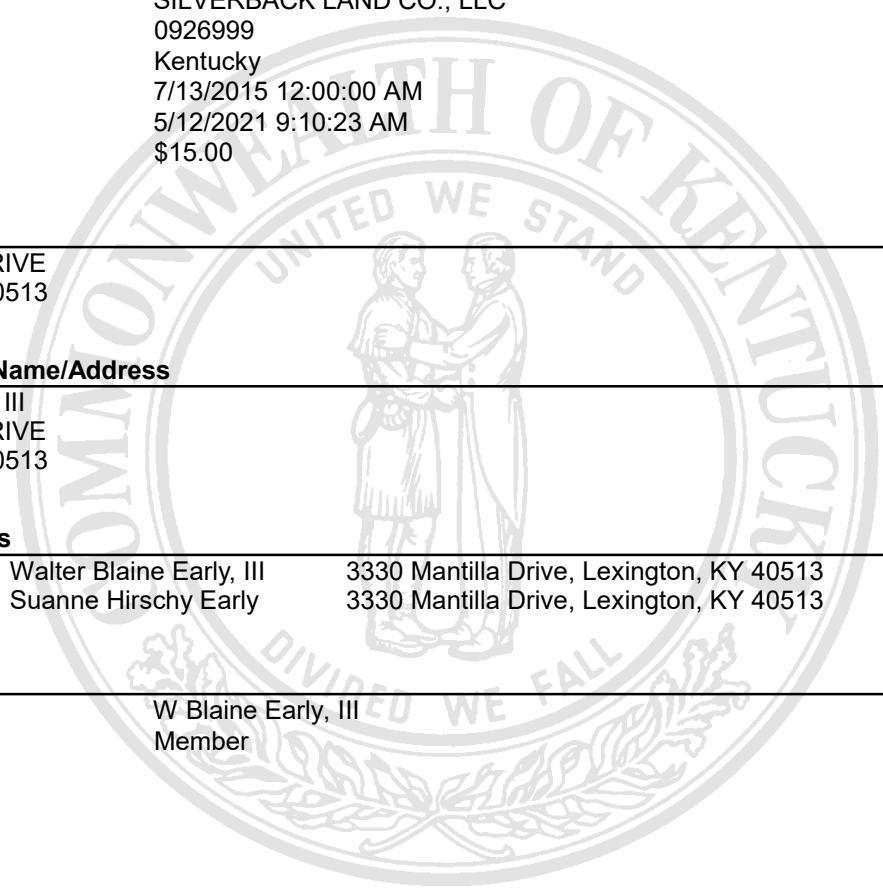 SILVERBACK LAND CO., LLC
0926999
Kentucky
7/13/2015 12:00:00 AM
5/12/2021 9:10:23 AM
$15.00
RIVE
0513
Name/Address
III
RIVE
0513
s
Walter Blaine Early, III 3330 Mantilla Drive, Lexington, KY 40513
Suanne Hirschy Early 3330 Mantilla Drive, Lexington, KY 40513
W Blaine Early, III
Member
COMMONWEALTH OF KENTUCKY
UNITED WE STAND
DIVIDED WE FALL